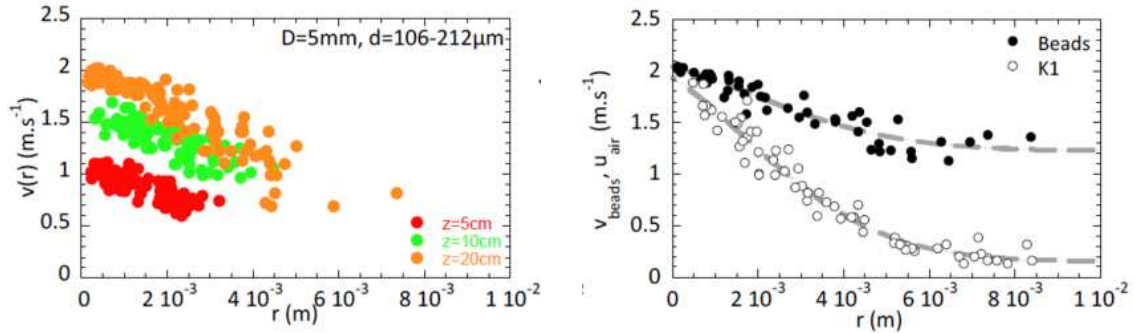 D=5mm, d=106-212μm
2.5
2
1.5
1
0.5
0
v(r) (m.s⁻¹)
z=5cm
z=10cm
z=20cm
0 2 10⁻³ 4 10⁻³ 6 10⁻³ 8 10⁻³ 1 10⁻²
r (m)
Beads
K1
2.5
2
1.5
1
0.5
0
v_beads, u_air (m.s⁻¹)
0 2 10⁻³ 4 10⁻³ 6 10⁻³ 8 10⁻³ 1 10⁻²
r (m)